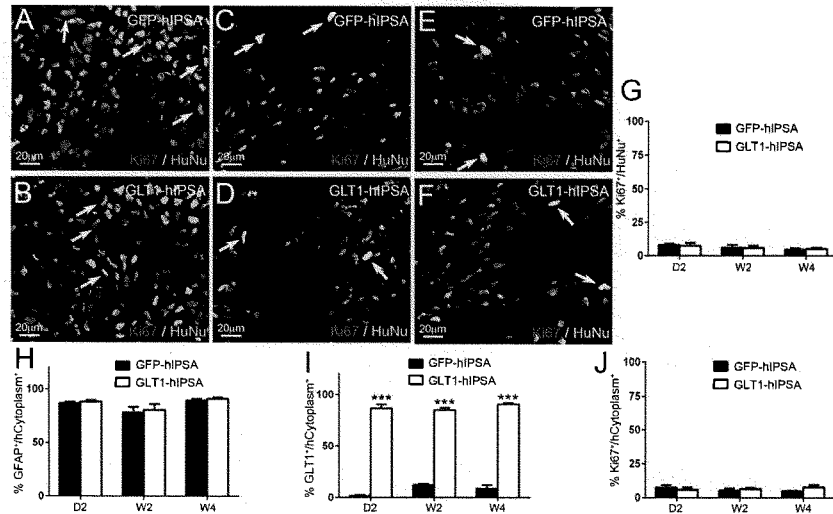 A
GFP-hIPSA
20µm
Ki67 / HuNu
C
GFP-hIPSA
20µm
Ki67 / HuNu
E
GFP-hIPSA
20µm
Ki67 / HuNu
B
GLT1-hIPSA
20µm
Ki67 / HuNu
D
GLT1-hIPSA
20µm
Ki67 / HuNu
F
GLT1-hIPSA
20µm
Ki67 / HuNu
G
GFP-hIPSA
GLT1-hIPSA
% Ki67⁺/HuNu⁺
100
75
50
25
0
D2 W2 W4
H
GFP-hIPSA
GLT1-hIPSA
% GFAP⁺/hCytoplasm⁺
100
50
0
D2 W2 W4
I
GFP-hIPSA
GLT1-hIPSA
% GLT1⁺/hCytoplasm⁺
100
50
0
*** *** ***
D2 W2 W4
J
GFP-hIPSA
GLT1-hIPSA
% Ki67⁺/hCytoplasm⁺
100
75
50
25
0
D2 W2 W4